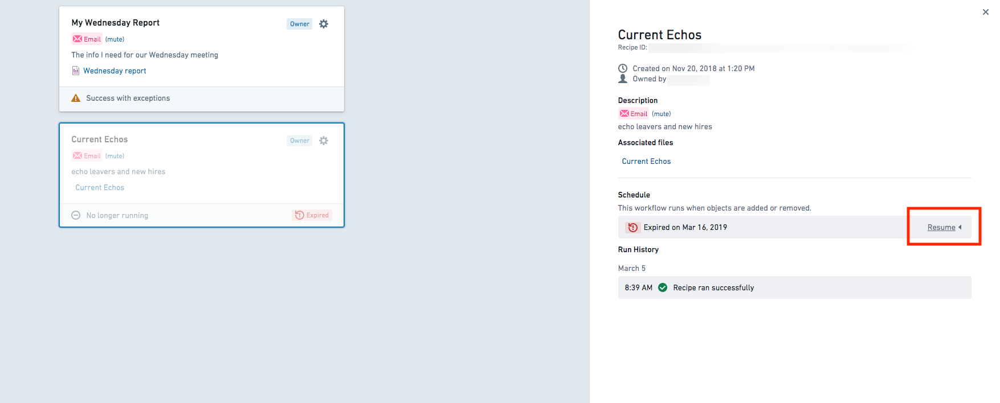 My Wednesday Report
Owner
Email (mute)
The info I need for our Wednesday meeting
Wednesday report
Success with exceptions
Current Echos
Owner
Email (mute)
echo leavers and new hires
Current Echos
No longer running
Expired
Current Echos
Recipe ID:
Created on Nov 20, 2018 at 1:20 PM
Owned by
Description
Email (mute)
echo leavers and new hires
Associated files
Current Echos
Schedule
This workflow runs when objects are added or removed.
Expired on Mar 16, 2019
Resume
Run History
March 5
8:39 AM Recipe ran successfully